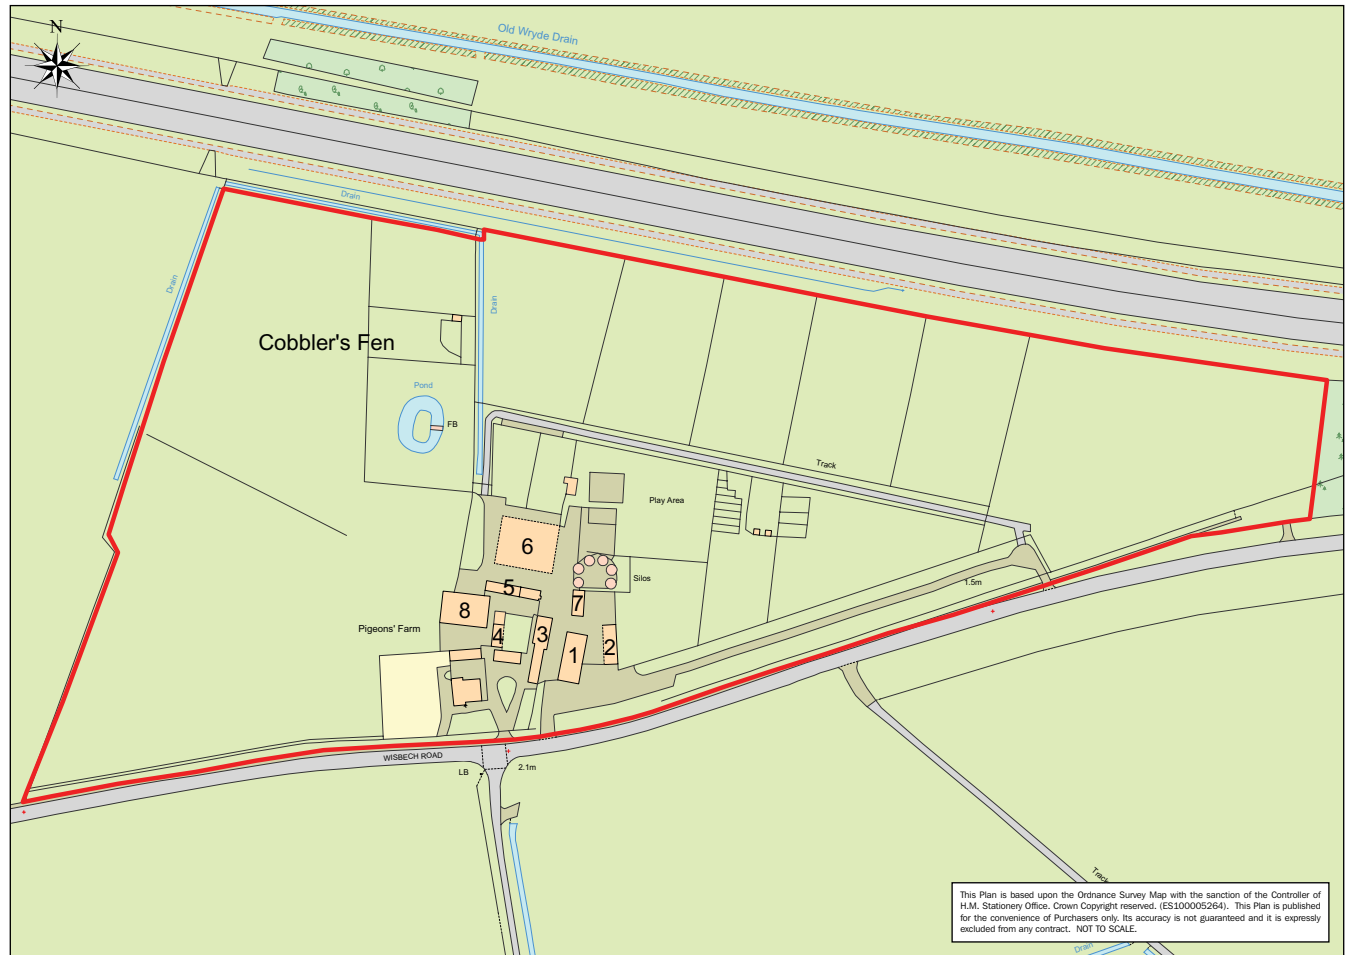 N
Old Wryde Drain
Drain
Drain
Drain
Cobbler's Fen
Pond
FB
Track
Play Area
6
Silos
5
7
8
1.5m
Pigeons' Farm
4
3
1
2
WISBECH ROAD
LB
2.1m
Track
This Plan is based upon the Ordnance Survey Map with the sanction of the Controller of
H.M. Stationery Office. Crown Copyright reserved. (ES100005264). This Plan is published
for the convenience of Purchasers only. Its accuracy is not guaranteed and it is expressly
excluded from any contract. NOT TO SCALE.
Drain